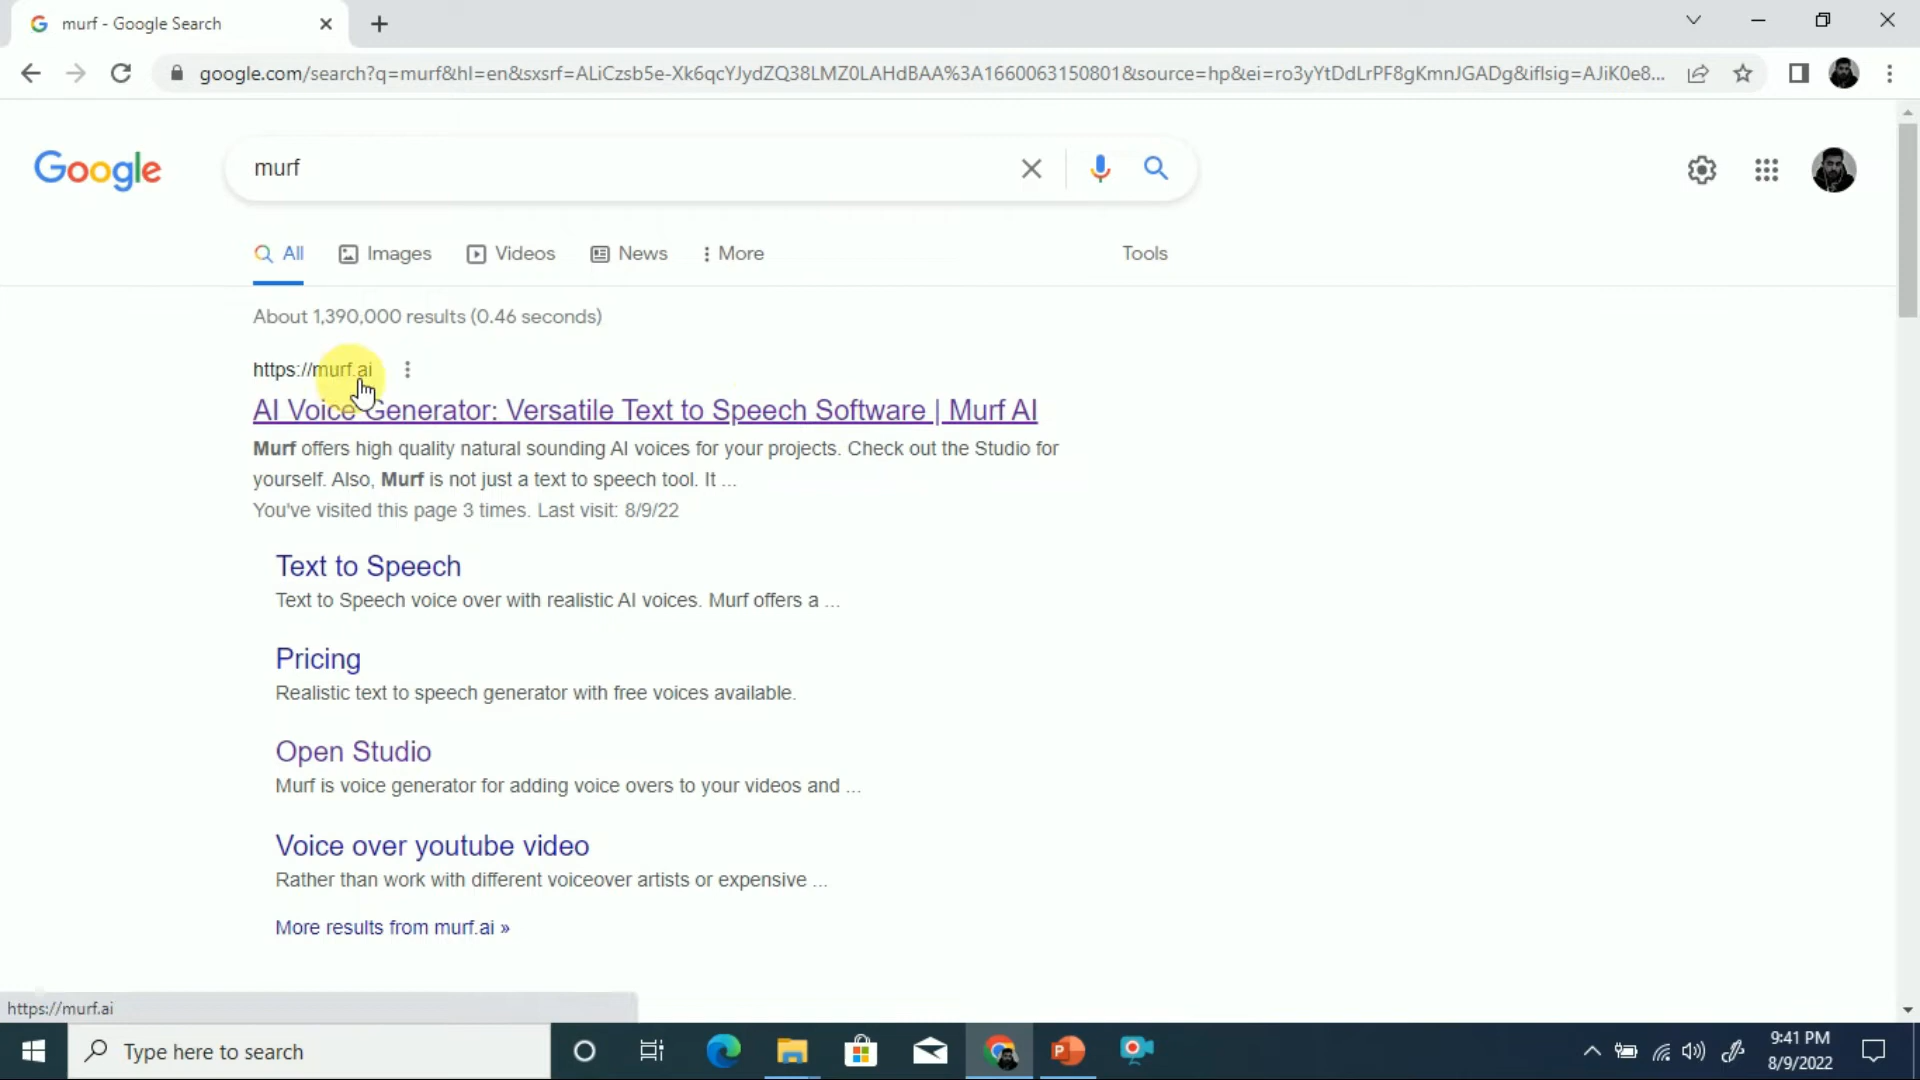 murf - Google Search
google.com/search?q=murf&hl=en&sxsrf=ALiCzsb5e-Xk6qcYJydZQ38LMZ0LAHdBAA%3A1660063150801&source=hp&ei=ro3yYtDdLrPF8gKmnJGADg&iflsig=AJiK0e8...
Google
murf
All Images Videos News More Tools
About 1,390,000 results (0.46 seconds)
https://murf.ai
AI Voice Generator: Versatile Text to Speech Software | Murf AI
Murf offers high quality natural sounding AI voices for your projects. Check out the Studio for
yourself. Also, Murf is not just a text to speech tool. It ...
You've visited this page 3 times. Last visit: 8/9/22
Text to Speech
Text to Speech voice over with realistic AI voices. Murf offers a ...
Pricing
Realistic text to speech generator with free voices available.
Open Studio
Murf is voice generator for adding voice overs to your videos and ...
Voice over youtube video
Rather than work with different voiceover artists or expensive ...
More results from murf.ai »
https://murf.ai
Type here to search
9:41 PM
8/9/2022